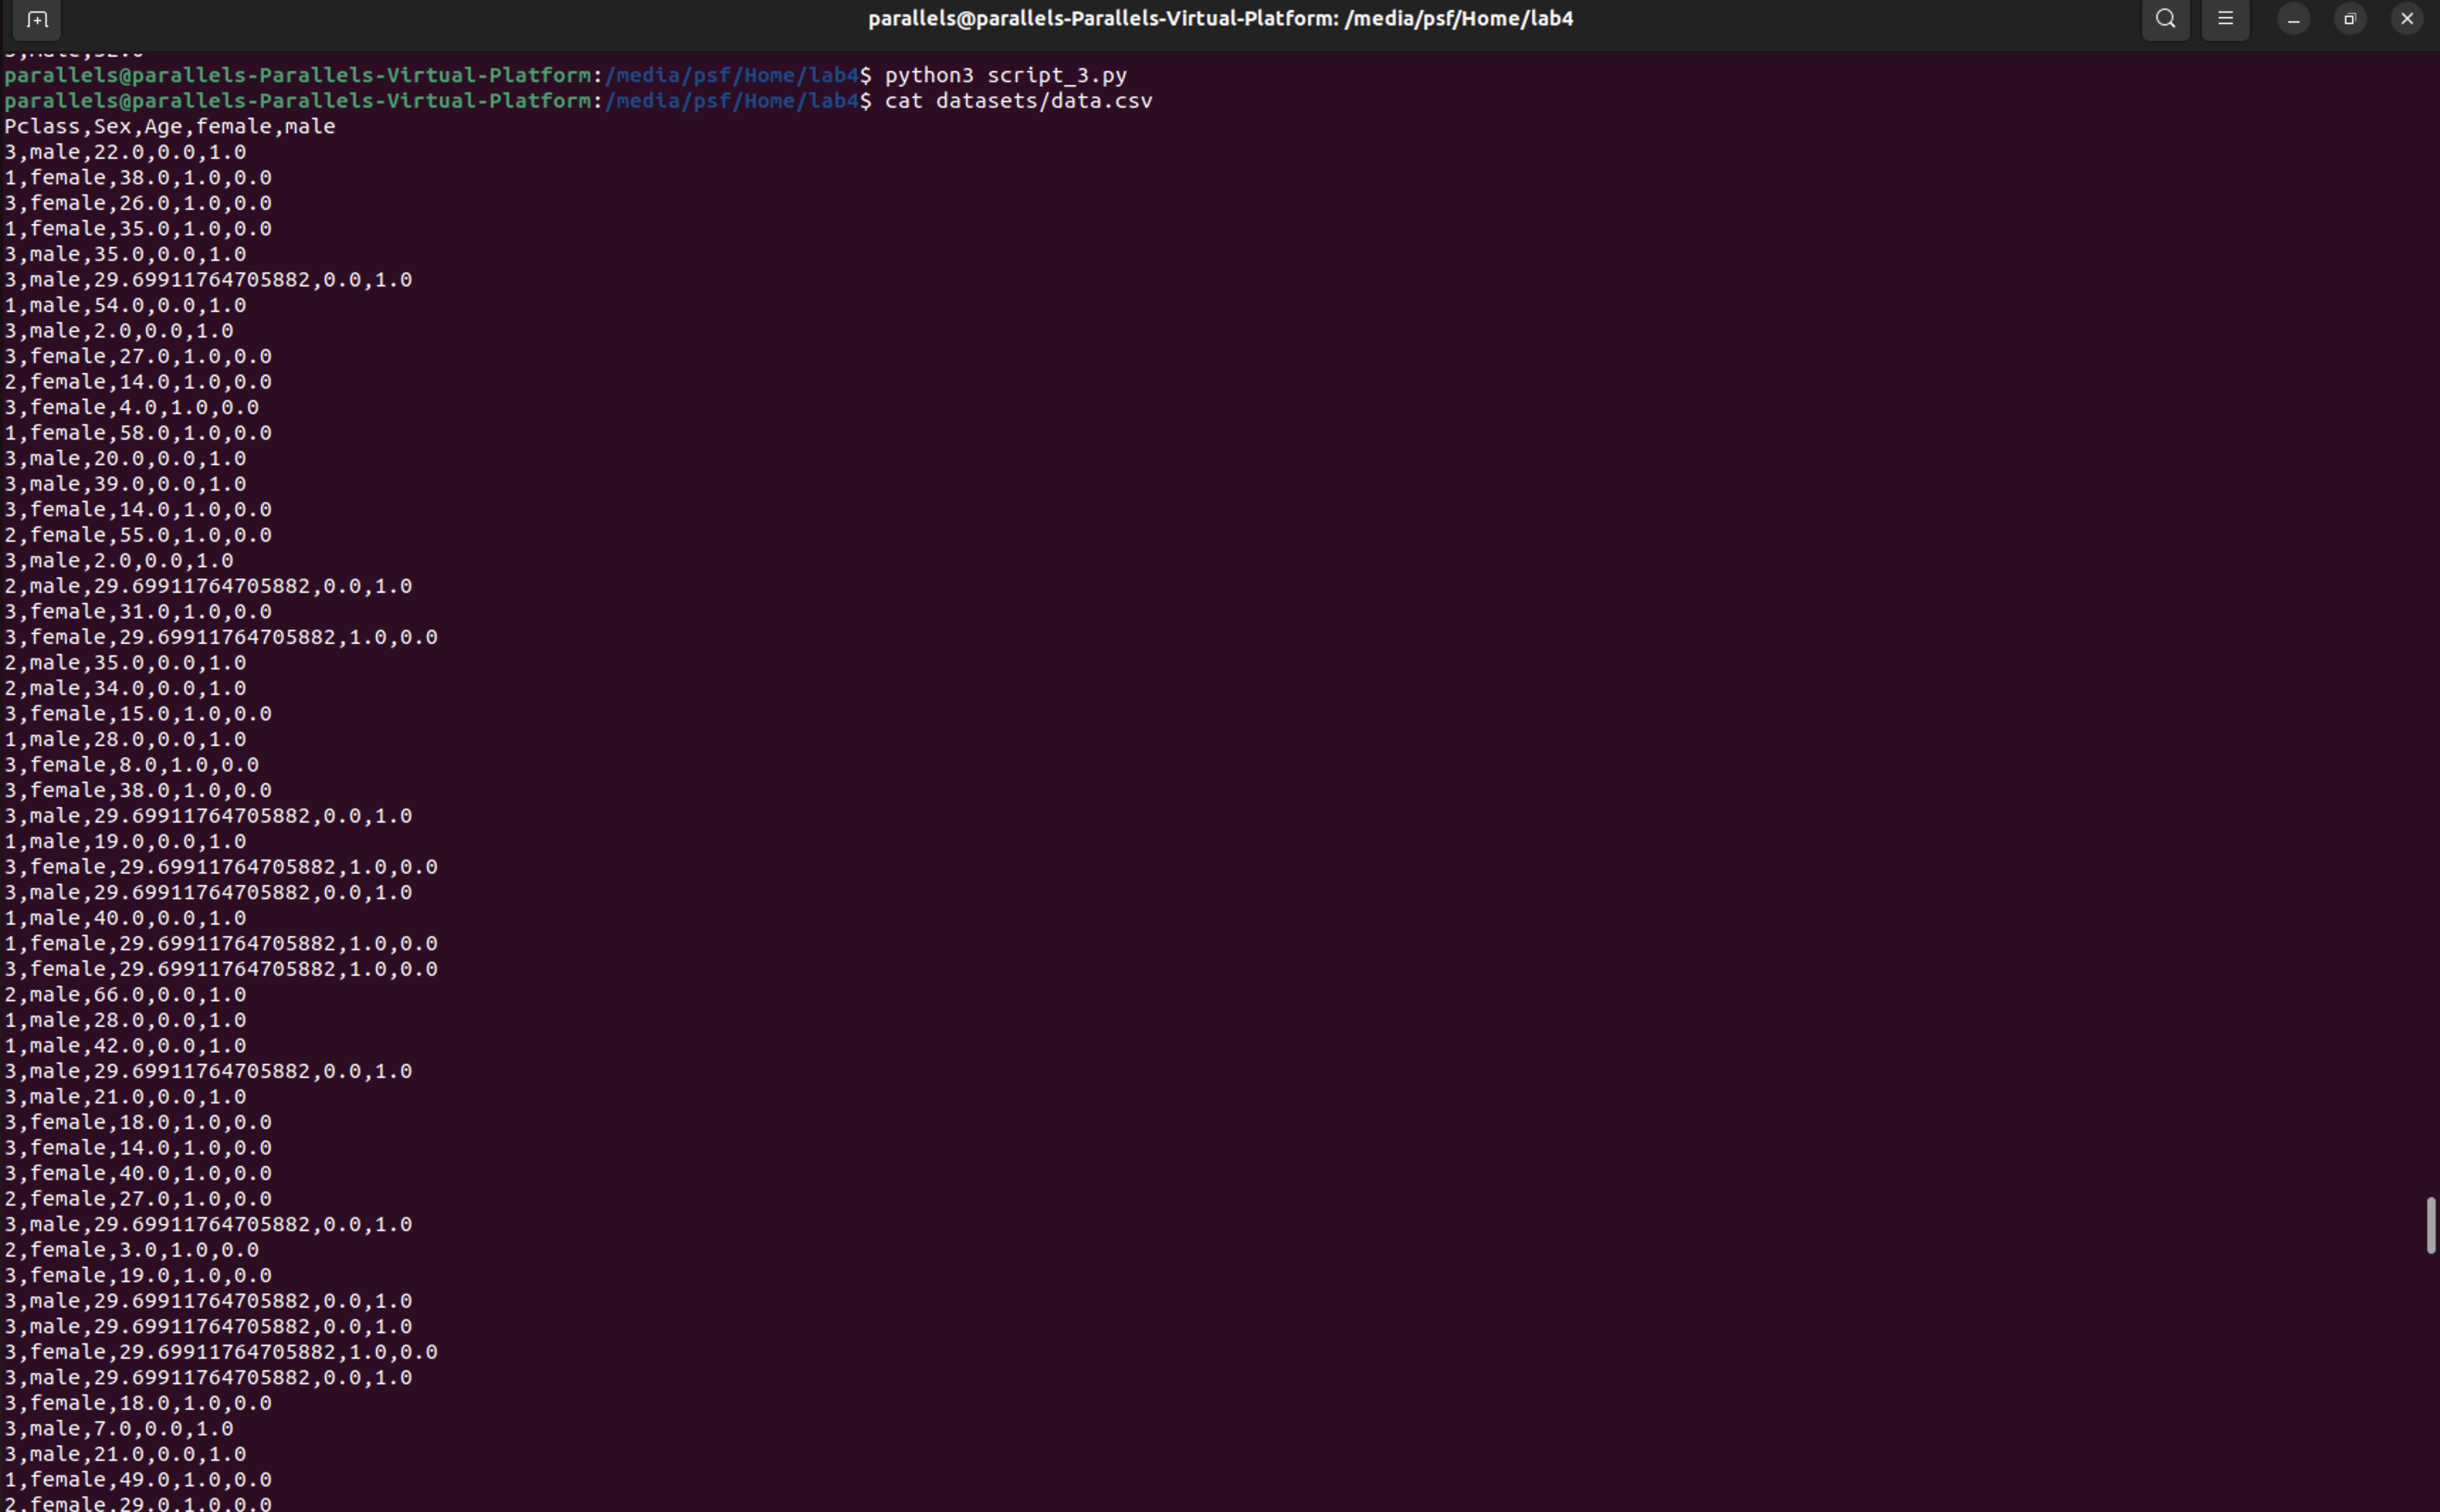 parallels@parallels-Parallels-Virtual-Platform: /media/psf/Home/lab4
3,male,32.0
parallels@parallels-Parallels-Virtual-Platform:/media/psf/Home/lab4$ python3 script_3.py
parallels@parallels-Parallels-Virtual-Platform:/media/psf/Home/lab4$ cat datasets/data.csv
Pclass,Sex,Age,female,male
3,male,22.0,0.0,1.0
1,female,38.0,1.0,0.0
3,female,26.0,1.0,0.0
1,female,35.0,1.0,0.0
3,male,35.0,0.0,1.0
3,male,29.69911764705882,0.0,1.0
1,male,54.0,0.0,1.0
3,male,2.0,0.0,1.0
3,female,27.0,1.0,0.0
2,female,14.0,1.0,0.0
3,female,4.0,1.0,0.0
1,female,58.0,1.0,0.0
3,male,20.0,0.0,1.0
3,male,39.0,0.0,1.0
3,female,14.0,1.0,0.0
2,female,55.0,1.0,0.0
3,male,2.0,0.0,1.0
2,male,29.69911764705882,0.0,1.0
3,female,31.0,1.0,0.0
3,female,29.69911764705882,1.0,0.0
2,male,35.0,0.0,1.0
2,male,34.0,0.0,1.0
3,female,15.0,1.0,0.0
1,male,28.0,0.0,1.0
3,female,8.0,1.0,0.0
3,female,38.0,1.0,0.0
3,male,29.69911764705882,0.0,1.0
1,male,19.0,0.0,1.0
3,female,29.69911764705882,1.0,0.0
3,male,29.69911764705882,0.0,1.0
1,male,40.0,0.0,1.0
1,female,29.69911764705882,1.0,0.0
3,female,29.69911764705882,1.0,0.0
2,male,66.0,0.0,1.0
1,male,28.0,0.0,1.0
1,male,42.0,0.0,1.0
3,male,29.69911764705882,0.0,1.0
3,male,21.0,0.0,1.0
3,female,18.0,1.0,0.0
3,female,14.0,1.0,0.0
3,female,40.0,1.0,0.0
2,female,27.0,1.0,0.0
3,male,29.69911764705882,0.0,1.0
2,female,3.0,1.0,0.0
3,female,19.0,1.0,0.0
3,male,29.69911764705882,0.0,1.0
3,male,29.69911764705882,0.0,1.0
3,female,29.69911764705882,1.0,0.0
3,male,29.69911764705882,0.0,1.0
3,female,18.0,1.0,0.0
3,male,7.0,0.0,1.0
3,male,21.0,0.0,1.0
1,female,49.0,1.0,0.0
2,female,29.0,1.0,0.0